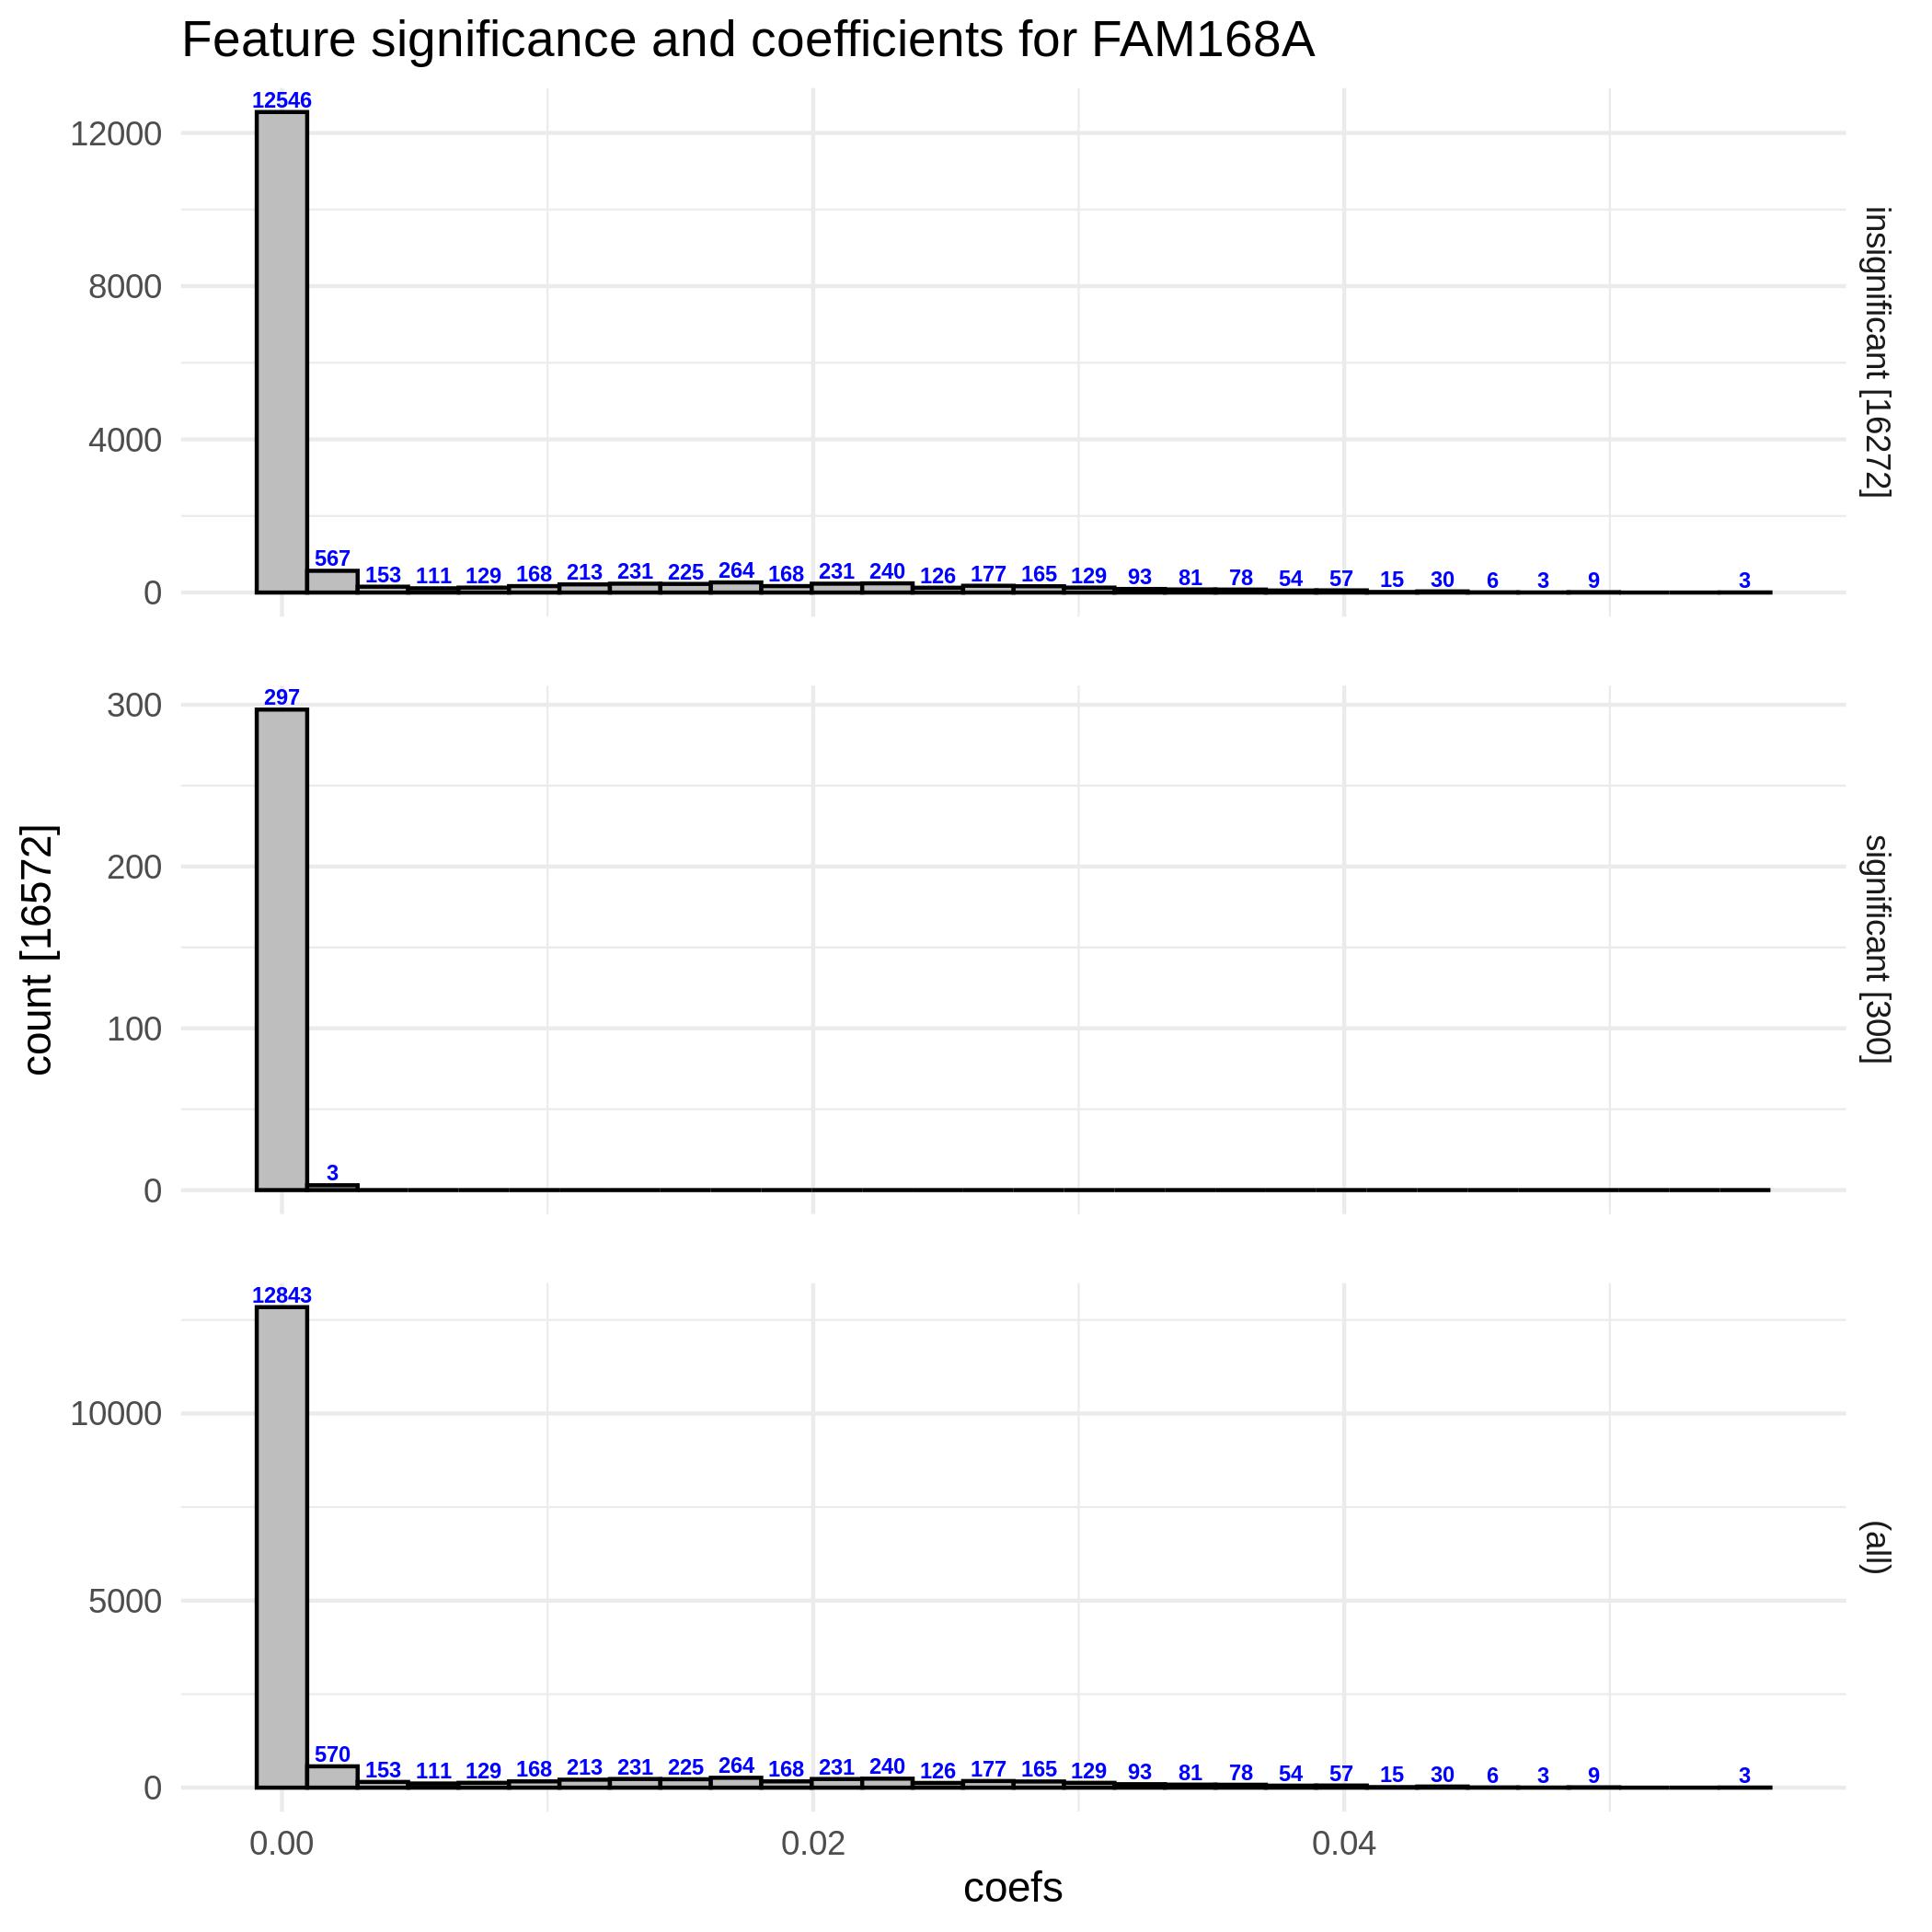 Feature significance and coefficients for FAM168A
count [16572]
12000
8000
4000
0
12546
567 153 111 129 168 213 231 225 264 168 231 240 126 177 165 129 93 81 78 54 57 15 30 6 3 9 3
insignificant [16272]
300
200
100
0
297
3
significant [300]
10000
5000
0
12843
570 153 111 129 168 213 231 225 264 168 231 240 126 177 165 129 93 81 78 54 57 15 30 6 3 9 3
(all)
0.00 0.02 0.04
coefs